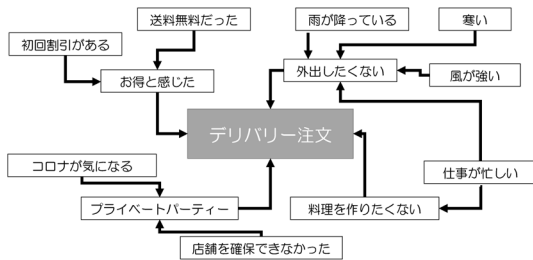 送料無料だった
雨が降っている
寒い
初回割引がある
お得と感じた
外出したくない
風が強い
デリバリー注文
コロナが気になる
仕事が忙しい
プライベートパーティー
料理を作りたくない
店舗を確保できなかった